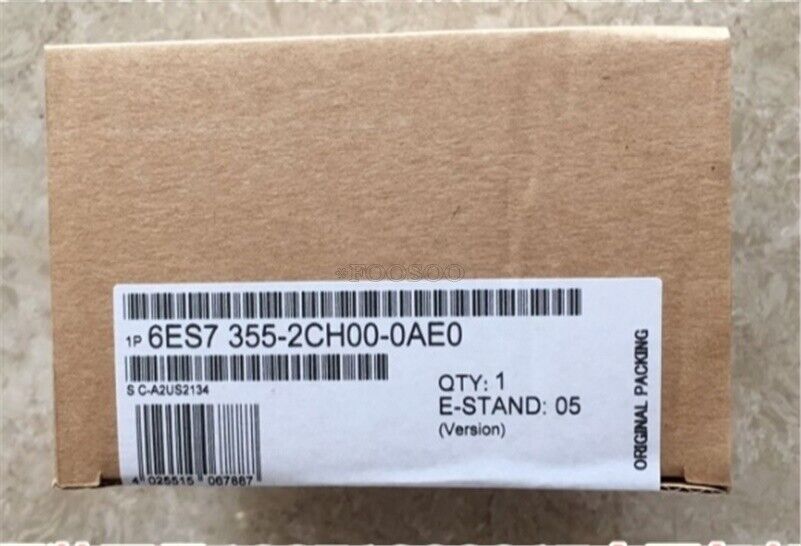 «FOOSOO
1P 6ES7 355-2CH00-0AE0
S C-A2US2134
QTY: 1
E-STAND: 05
(Version)
4 025515 067887
ORIGINAL PACKING